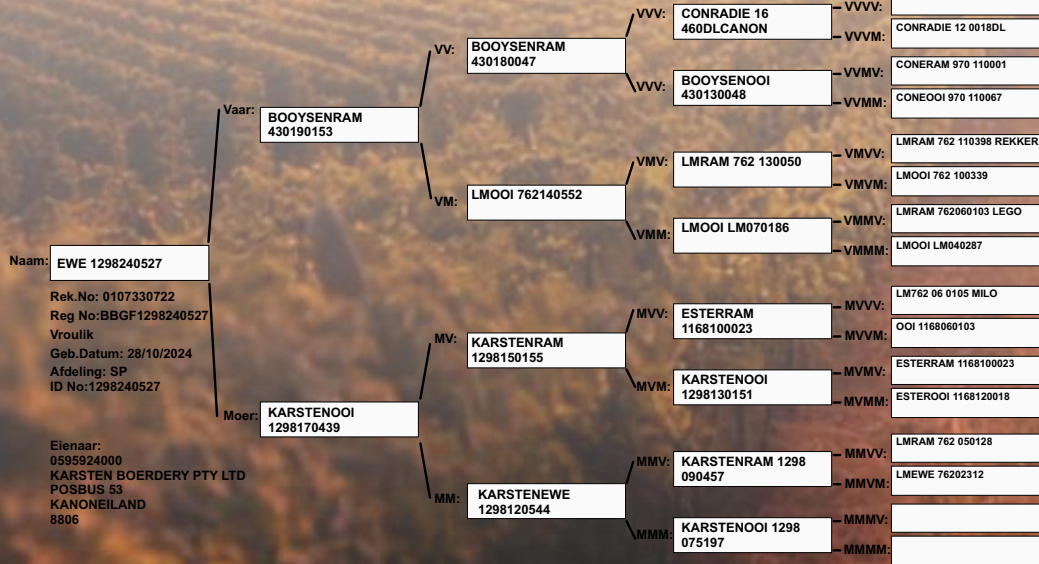 Naam:
EWE 1298240527
Rek.No: 0107330722
Reg No:BBGF1298240527
Vroulik
Geb.Datum: 28/10/2024
Afdeling: SP
ID No:1298240527
Eienaar:
0595924000
KARSTEN BOERDERY PTY LTD
POSBUS 53
KANONEILAND
8806
Vaar:
BOOYSENRAM
430190153
Moer:
KARSTENOOI
1298170439
VV:
BOOYSENRAM
430180047
VM:
LMOOI 762140552
MV:
KARSTENRAM
1298150155
MM:
KARSTENEWE
1298120544
VVV:
CONRADIE 16
460DLCANON
VVV:
BOOYSENOOI
430130048
VMV:
LMRAM 762 130050
VMM:
LMOOI LM070186
MVV:
ESTERRAM
1168100023
MVM:
KARSTENOOI
1298130151
MMV:
KARSTENRAM 1298
090457
MMM:
KARSTENOOI 1298
075197
VVVV:
VVVM:
CONRADIE 12 0018DL
VVMV:
CONERAM 970 110001
VVMM:
CONEOOI 970 110067
VMVV:
LMRAM 762 110398 REKKER
VMVM:
LMOOI 762 100339
VMMV:
LMRAM 762060103 LEGO
VMMM:
LMOOI LM040287
MVVV:
LM762 06 0105 MILO
MVVM:
OOI 1168060103
MVMV:
ESTERRAM 1168100023
MVMM:
ESTEROOI 1168120018
MMVV:
LMRAM 762 050128
MMVM:
LMEWE 76202312
MMMV:
MMMM: